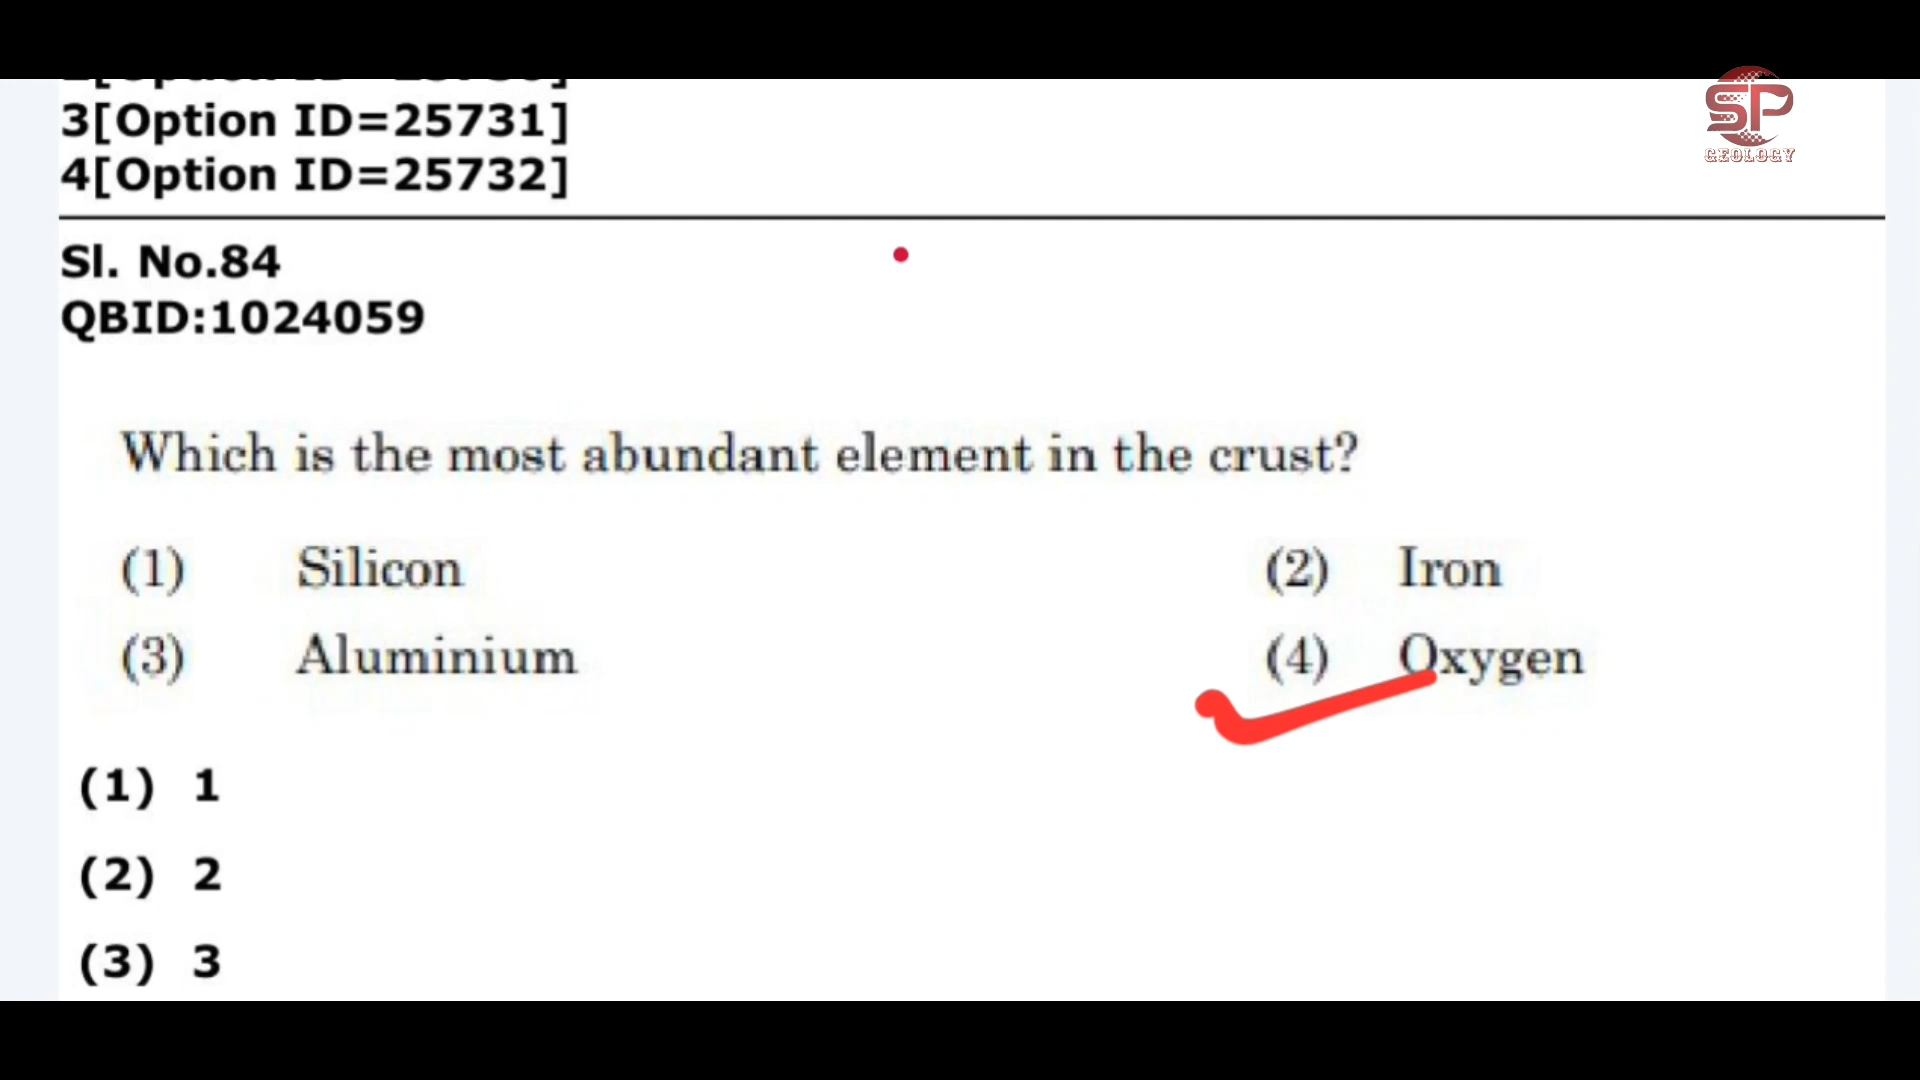 3[Option ID=25731]
4[Option ID=25732]
SP
GEOLOGY
Sl. No.84
QBID:1024059
Which is the most abundant element in the crust?
(1) Silicon (2) Iron
(3) Aluminium (4) Oxygen
(1) 1
(2) 2
(3) 3